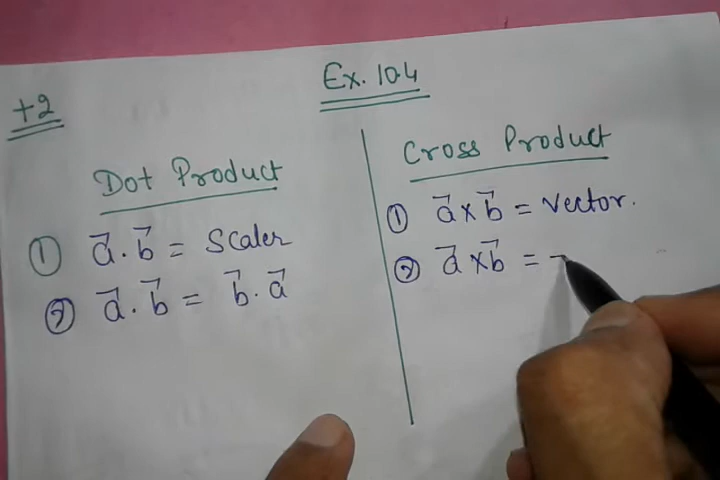 +2
Ex. 10.4
Dot Product
① a⃗ . b⃗ = Scaler
② a⃗ . b⃗ = b⃗ . a⃗
Cross Product
① a⃗ × b⃗ = Vector.
② a⃗ × b⃗ = -